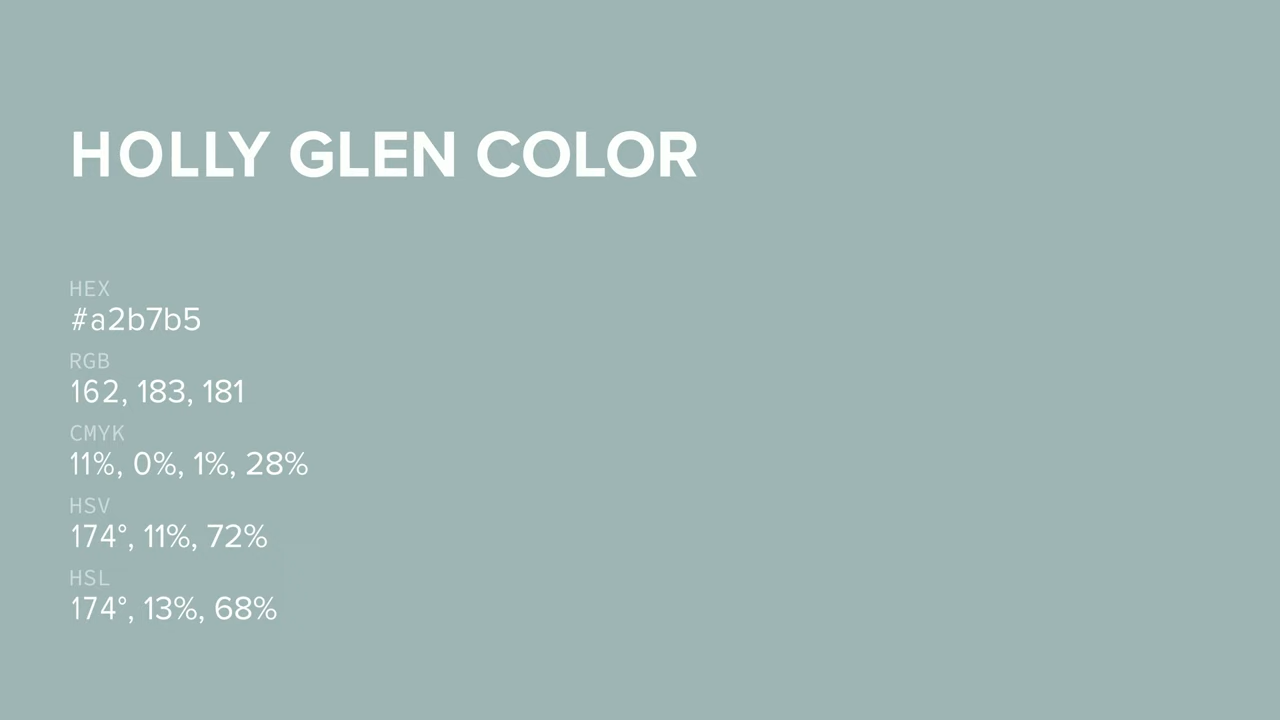 HOLLY GLEN COLOR
HEX
#a2b7b5
RGB
162, 183, 181
CMYK
11%, 0%, 1%, 28%
HSV
174°, 11%, 72%
HSL
174°, 13%, 68%